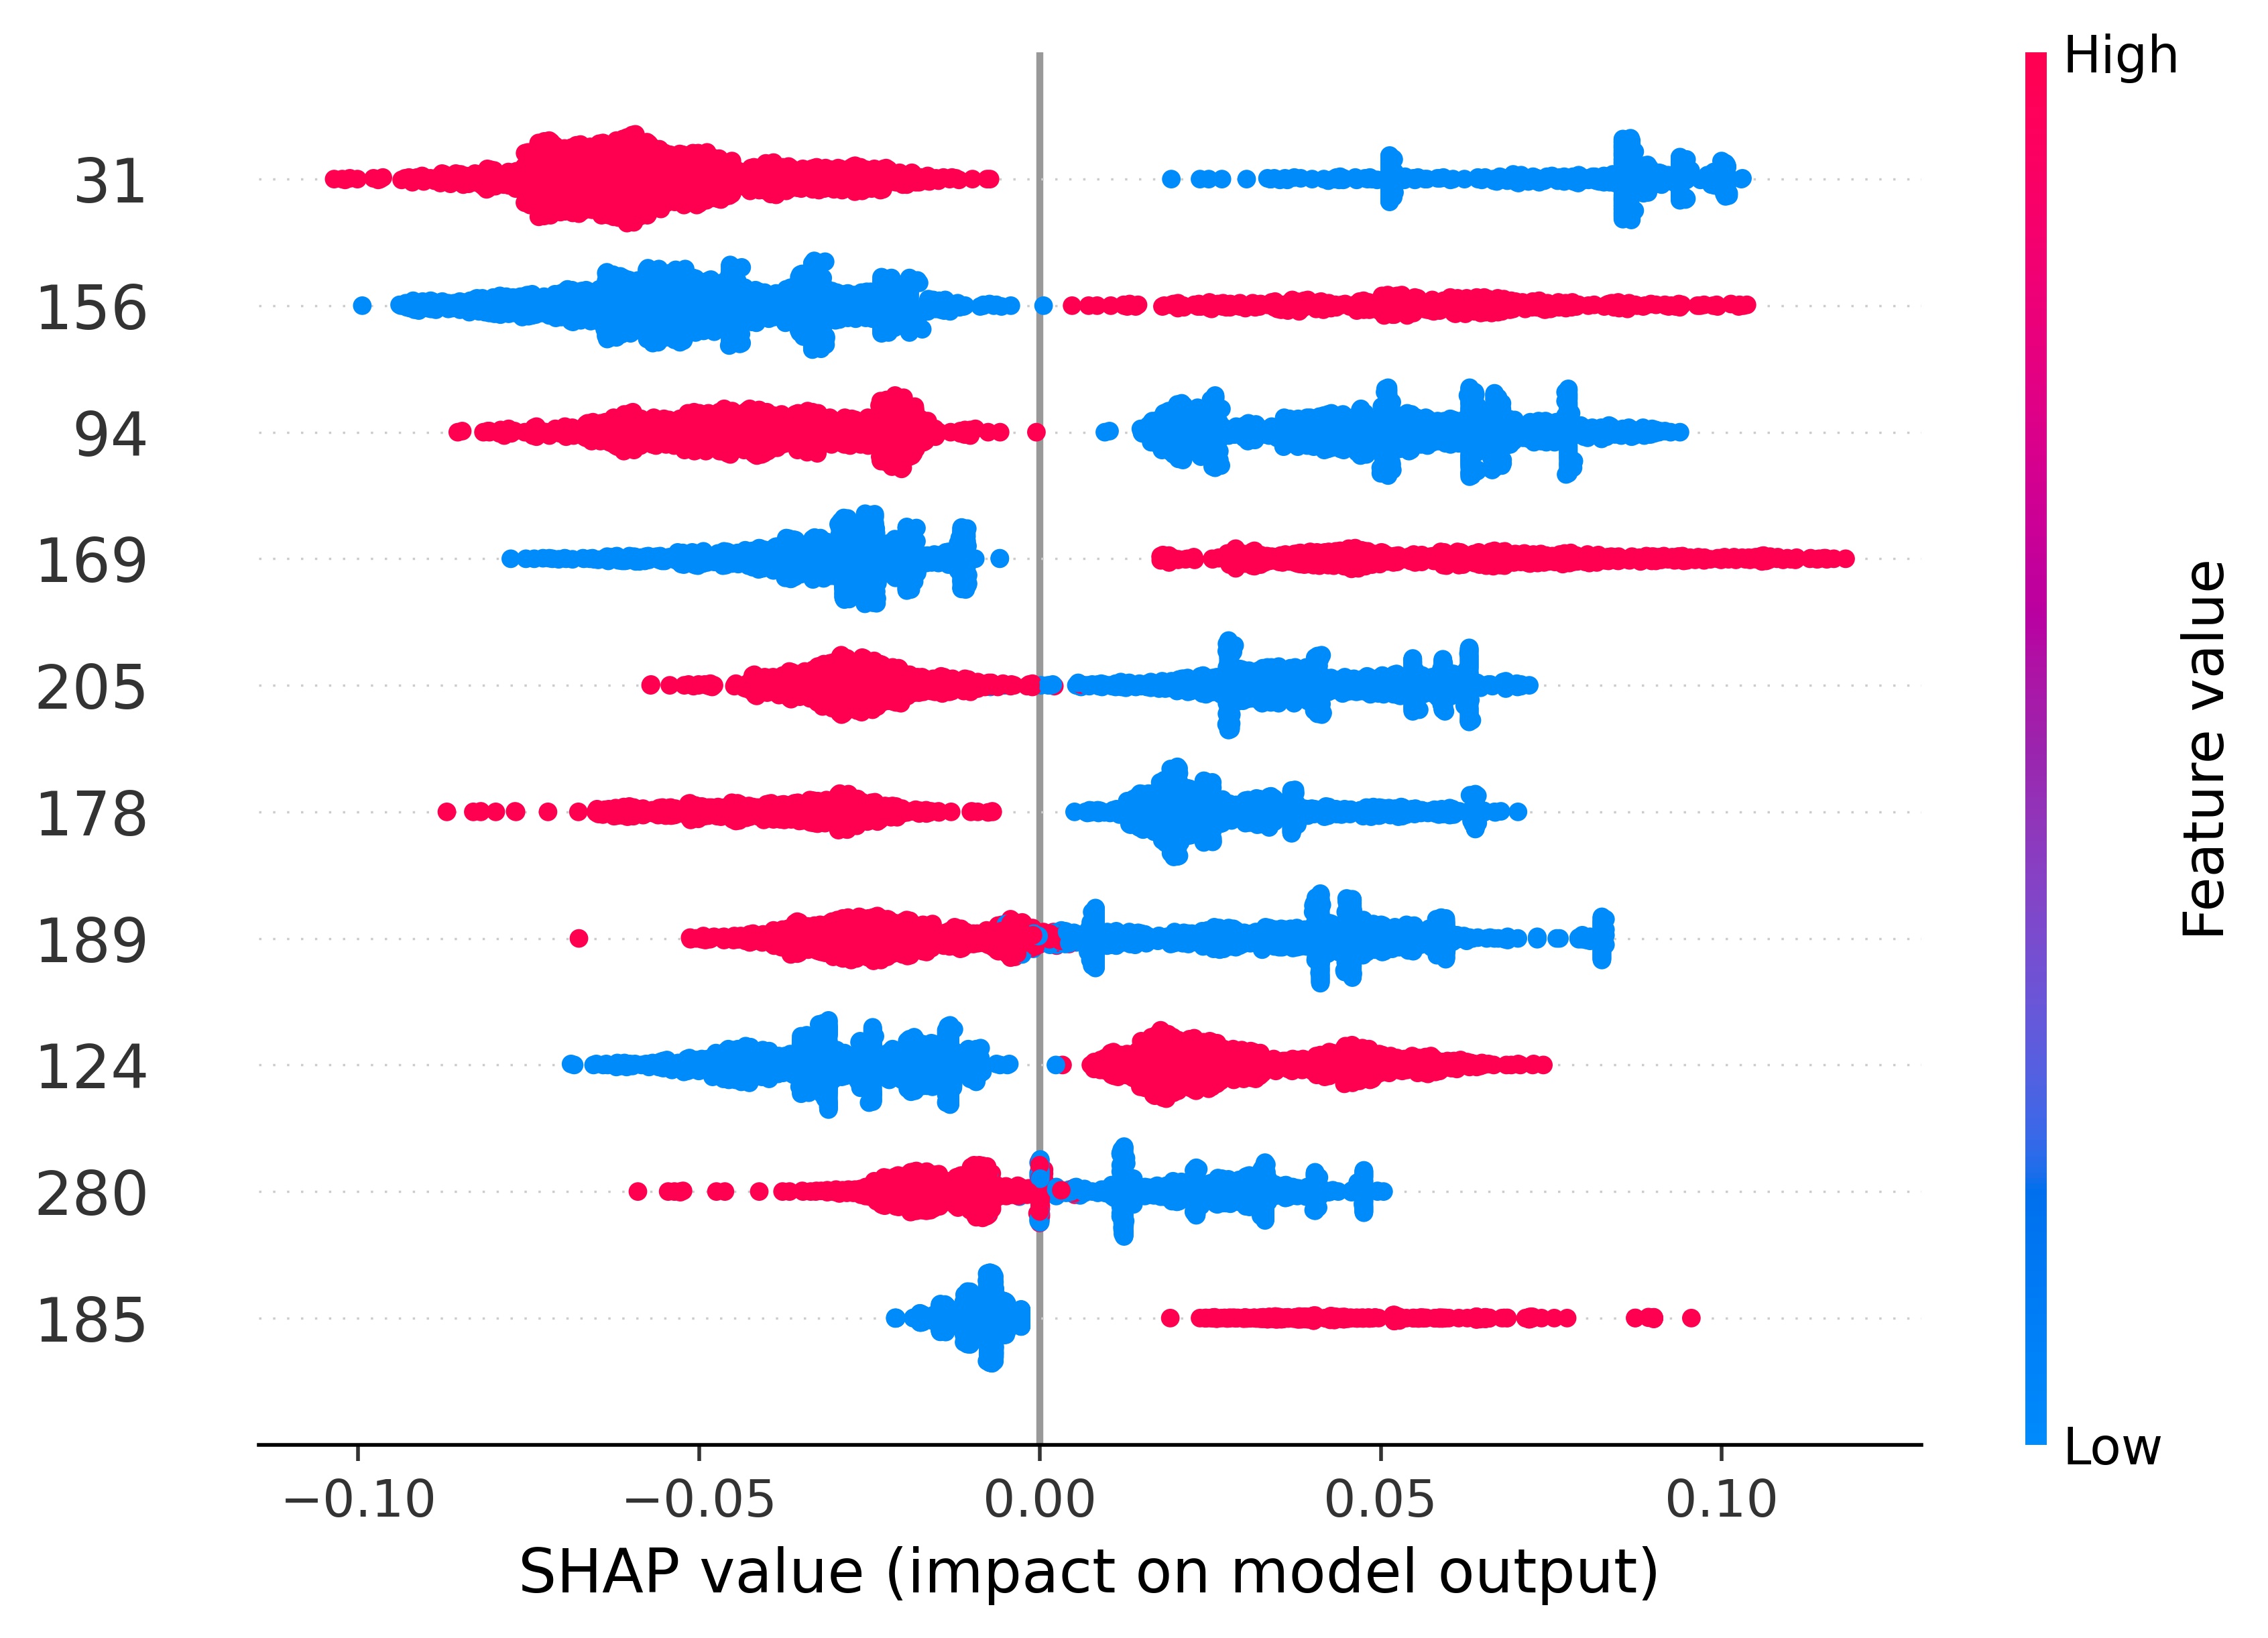 High
31
156
94
169
205
178
189
124
280
185
Feature value
Low
−0.10 −0.05 0.00 0.05 0.10
SHAP value (impact on model output)